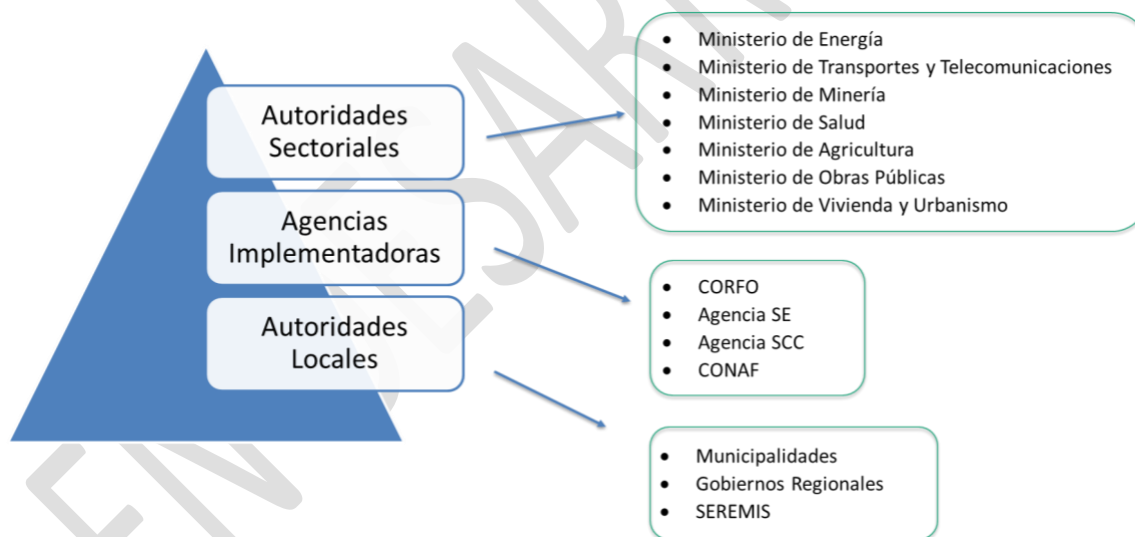 Autoridades
Sectoriales
Ministerio de Energía
Ministerio de Transportes y Telecomunicaciones
Ministerio de Minería
Ministerio de Salud
Ministerio de Agricultura
Ministerio de Obras Públicas
Ministerio de Vivienda y Urbanismo
Agencias
Implementadoras
CORFO
Agencia SE
Agencia SCC
CONAF
Autoridades
Locales
Municipalidades
Gobiernos Regionales
SEREMIS